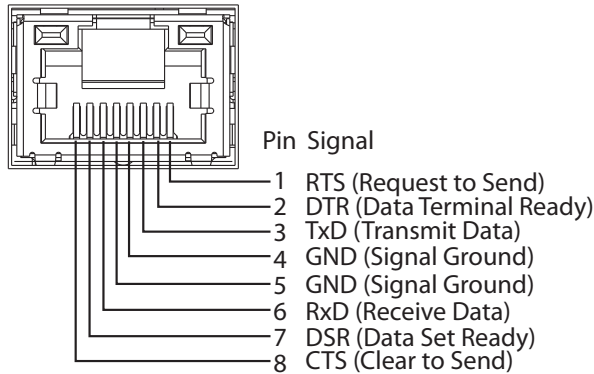 Pin Signal
1 RTS (Request to Send)
2 DTR (Data Terminal Ready)
3 TxD (Transmit Data)
4 GND (Signal Ground)
5 GND (Signal Ground)
6 RxD (Receive Data)
7 DSR (Data Set Ready)
8 CTS (Clear to Send)